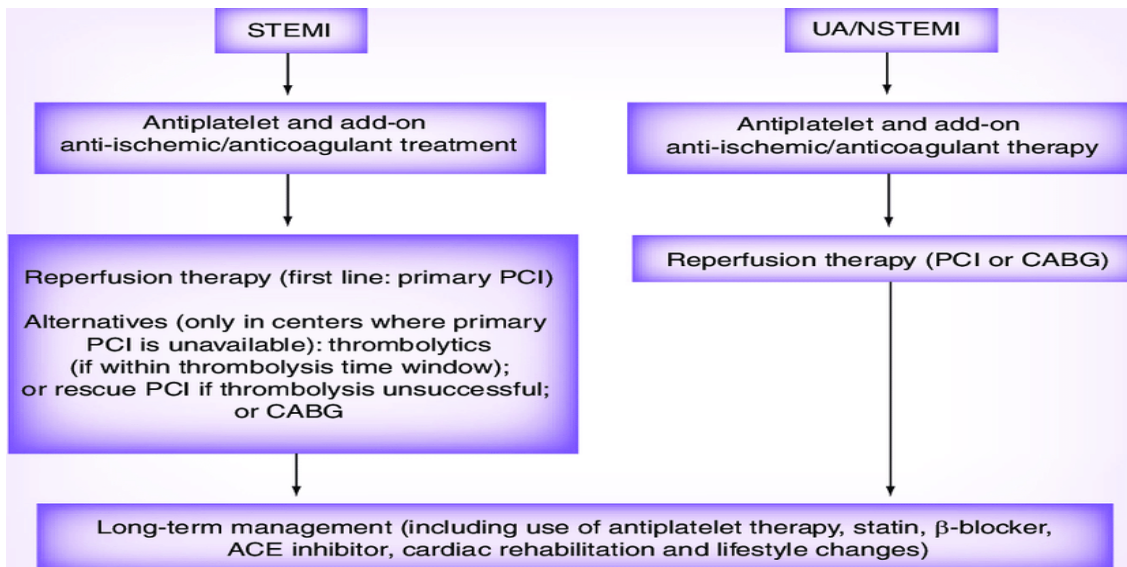 STEMI
UA/NSTEMI
Antiplatelet and add-on
anti-ischemic/anticoagulant treatment
Antiplatelet and add-on
anti-ischemic/anticoagulant therapy
Reperfusion therapy (first line: primary PCI)
Alternatives (only in centers where primary
PCI is unavailable): thrombolytics
(if within thrombolysis time window);
or rescue PCI if thrombolysis unsuccessful;
or CABG
Reperfusion therapy (PCI or CABG)
Long-term management (including use of antiplatelet therapy, statin, β-blocker,
ACE inhibitor, cardiac rehabilitation and lifestyle changes)